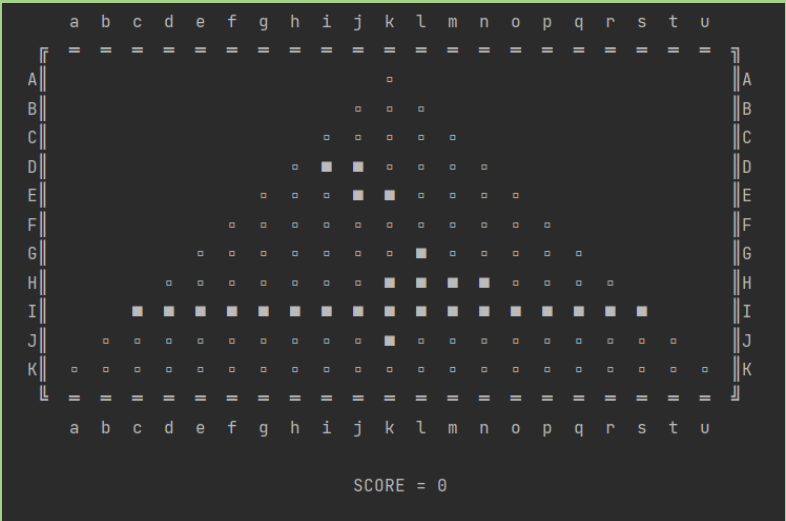 a b c d e f g h i j k l m n o p q r s t u
╔ = = = = = = = = = = = = = = = = = = = = = ╗
A║ ▫ ║A
B║ ▫ ▫ ▫ ║B
C║ ▫ ▫ ▫ ▫ ▫ ║C
D║ ▫ ■ ■ ▫ ▫ ▫ ▫ ║D
E║ ▫ ▫ ▫ ■ ■ ▫ ▫ ▫ ▫ ║E
F║ ▫ ▫ ▫ ▫ ▫ ▫ ▫ ▫ ▫ ▫ ▫ ║F
G║ ▫ ▫ ▫ ▫ ▫ ▫ ▫ ■ ▫ ▫ ▫ ▫ ▫ ║G
H║ ▫ ▫ ▫ ▫ ▫ ▫ ▫ ■ ■ ■ ■ ▫ ▫ ▫ ▫ ║H
I║ ■ ■ ■ ■ ■ ■ ■ ■ ■ ■ ■ ■ ■ ■ ■ ■ ■ ║I
J║ ▫ ▫ ▫ ▫ ▫ ▫ ▫ ▫ ▫ ■ ▫ ▫ ▫ ▫ ▫ ▫ ▫ ▫ ▫ ║J
K║ ▫ ▫ ▫ ▫ ▫ ▫ ▫ ▫ ▫ ▫ ▫ ▫ ▫ ▫ ▫ ▫ ▫ ▫ ▫ ▫ ▫ ║K
╚ = = = = = = = = = = = = = = = = = = = = = ╝
a b c d e f g h i j k l m n o p q r s t u
SCORE = 0